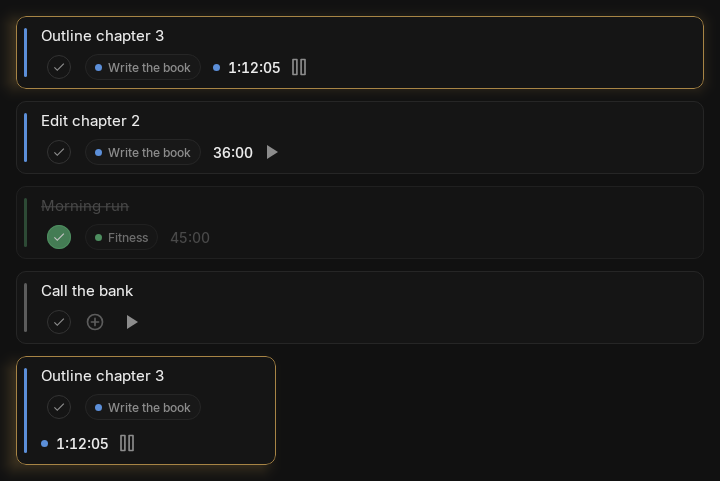 Outline chapter 3
Write the book 1:12:05
Edit chapter 2
Write the book 36:00
Morning run
Fitness 45:00
Call the bank
Outline chapter 3
Write the book
1:12:05